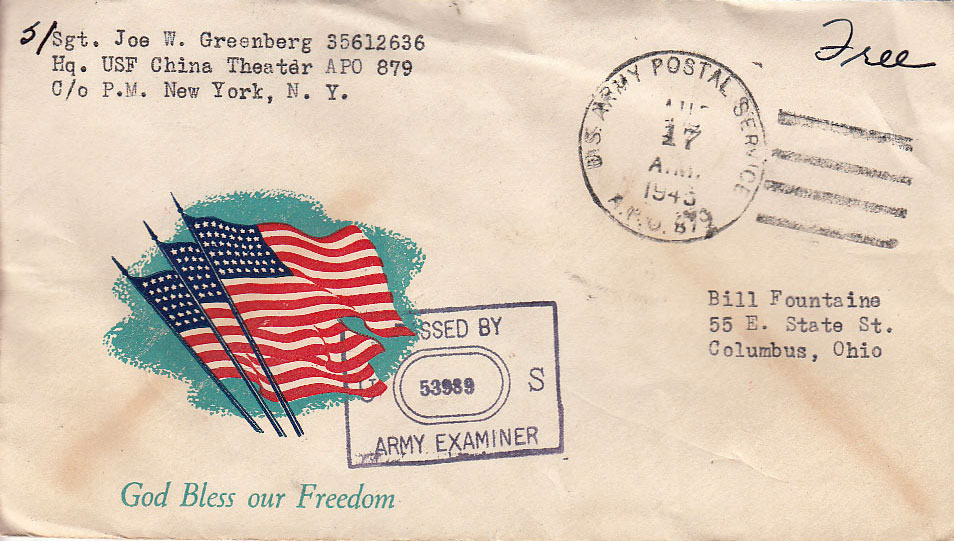 S/Sgt. Joe W. Greenberg 35612636
Hq. USF China Theater APO 879
C/o P.M. New York, N. Y.
Free
U.S. ARMY POSTAL SERVICE
17
A.M.
1945
A.P.O. 879
Bill Fountaine
55 E. State St.
Columbus, Ohio
SSED BY
53989
S
ARMY EXAMINER
God Bless our Freedom